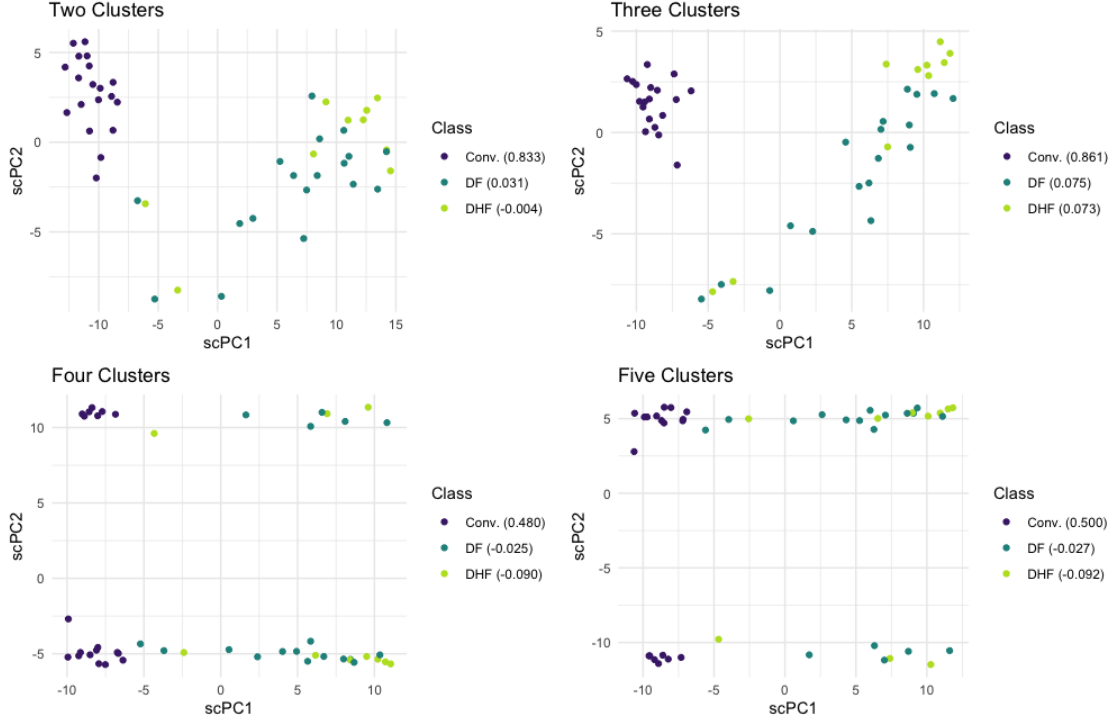 Two Clusters
5
0
-5
scPC2
-10
-5
0
5
10
15
scPC1
Class
Conv. (0.833)
DF (0.031)
DHF (-0.004)
Three Clusters
5
0
-5
scPC2
-10
-5
0
5
10
scPC1
Class
Conv. (0.861)
DF (0.075)
DHF (0.073)
Four Clusters
10
5
0
-5
scPC2
-10
-5
0
5
10
scPC1
Class
Conv. (0.480)
DF (-0.025)
DHF (-0.090)
Five Clusters
5
0
-5
-10
scPC2
-10
-5
0
5
10
scPC1
Class
Conv. (0.500)
DF (-0.027)
DHF (-0.092)